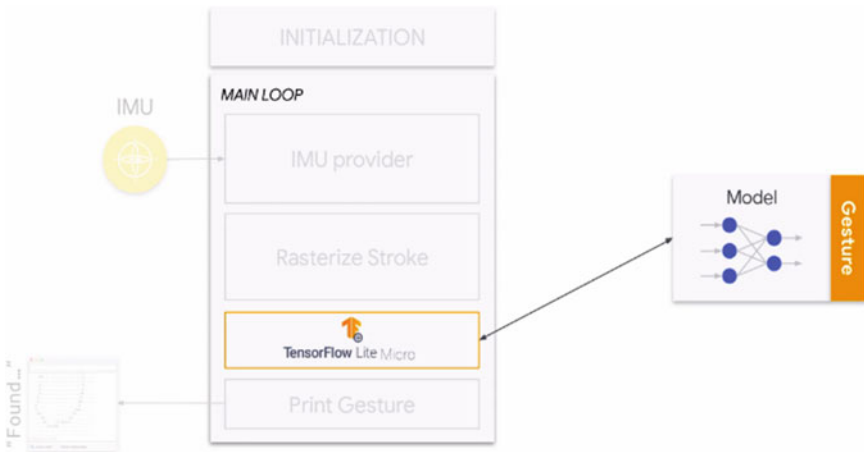 INITIALIZATION
MAIN LOOP
IMU
IMU provider
Rasterize Stroke
TensorFlow Lite Micro
Print Gesture
"Found..."
Model
Gesture